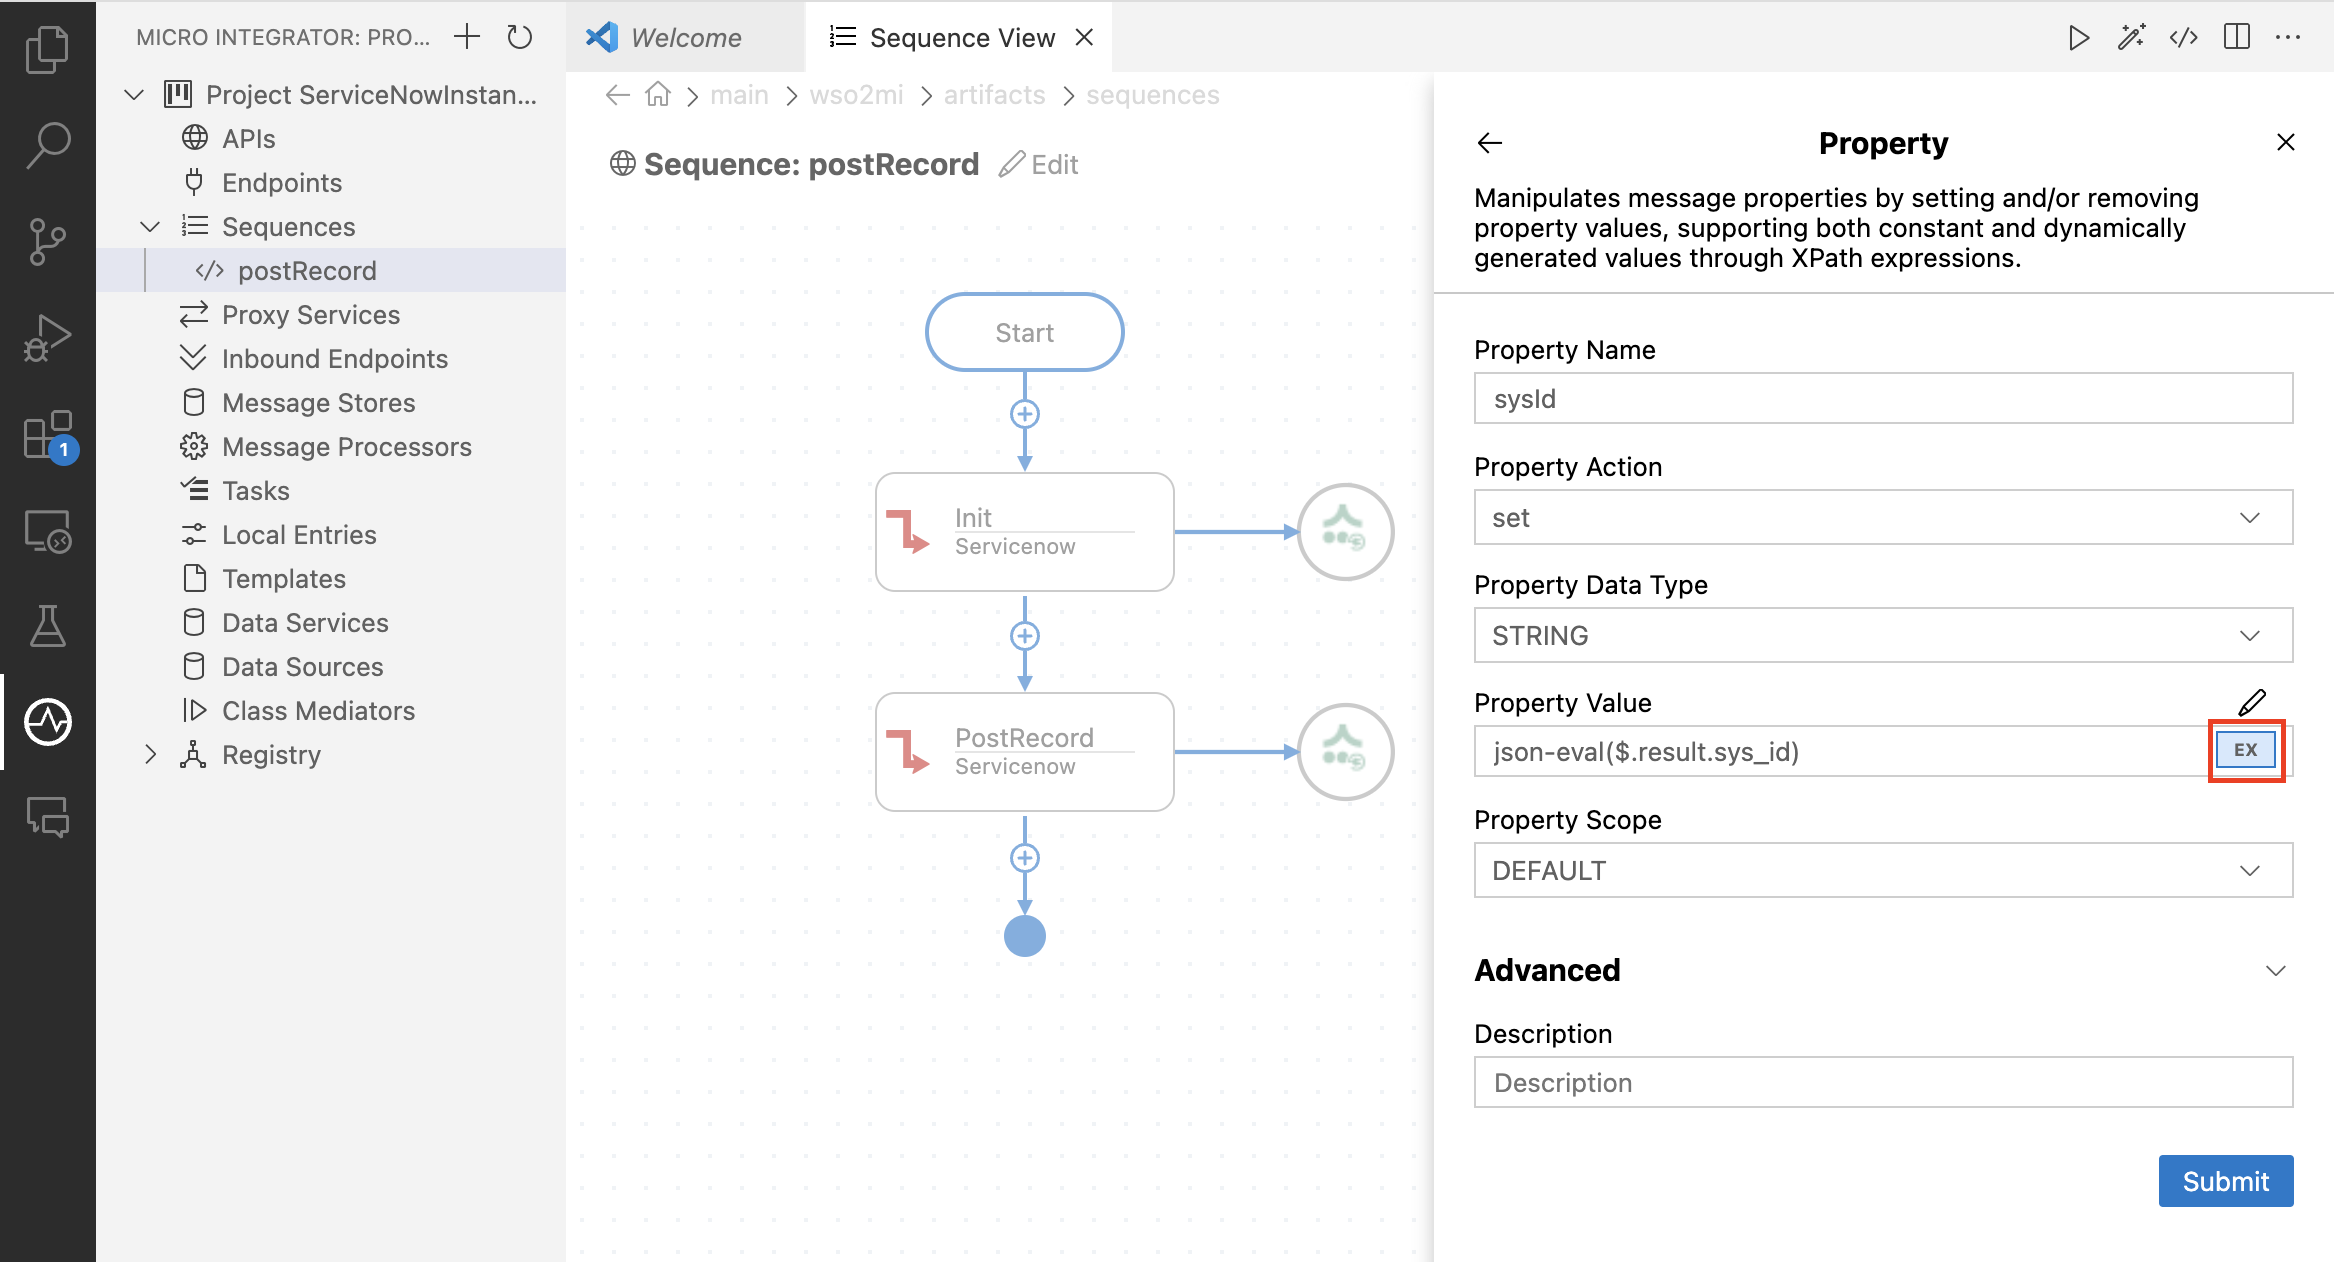 MICRO INTEGRATOR: PRO...
Project ServiceNowInstan...
APIs
Endpoints
Sequences
postRecord
Proxy Services
Inbound Endpoints
Message Stores
Message Processors
Tasks
Local Entries
Templates
Data Services
Data Sources
Class Mediators
Registry
1
Welcome
Sequence View
main > wso2mi > artifacts > sequences
Sequence: postRecord Edit
Start
Init
Servicenow
PostRecord
Servicenow
Property
Manipulates message properties by setting and/or removing
property values, supporting both constant and dynamically
generated values through XPath expressions.
Property Name
sysId
Property Action
set
Property Data Type
STRING
Property Value
json-eval($.result.sys_id)
EX
Property Scope
DEFAULT
Advanced
Description
Description
Submit